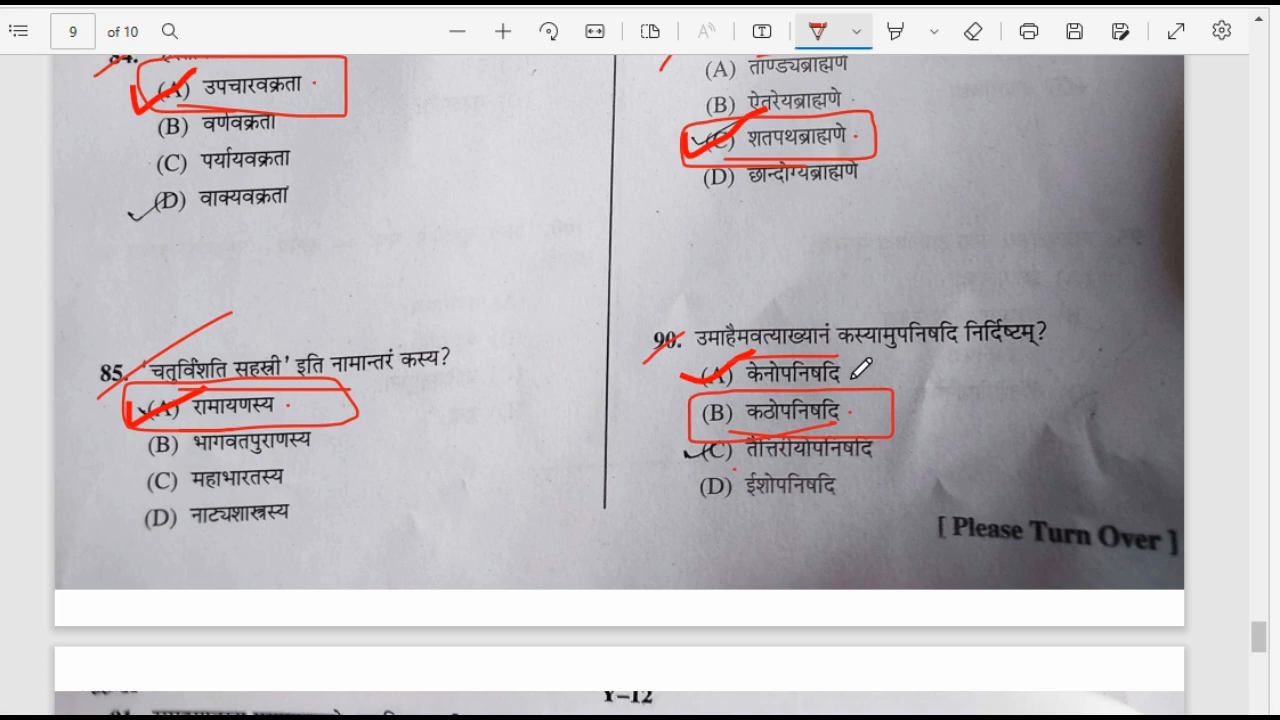 9 of 10
84.
(A) उपचारवक्रता
(B) वर्णवक्रता
(C) पर्यायवक्रता
(D) वाक्यवक्रता
85. 'चतुर्विंशति सहस्री' इति नामान्तरं कस्य?
(A) रामायणस्य
(B) भागवतपुराणस्य
(C) महाभारतस्य
(D) नाट्यशास्त्रस्य
(A) ताण्ड्यब्राह्मणे
(B) ऐतरेयब्राह्मणे
(C) शतपथब्राह्मणे
(D) छान्दोग्यब्राह्मणे
90. उमाहैमवत्याख्यानं कस्यामुपनिषदि निर्दिष्टम्?
(A) केनोपनिषदि
(B) कठोपनिषदि
(C) तैत्तिरीयोपनिषदि
(D) ईशोपनिषदि
[ Please Turn Over ]
Y–12